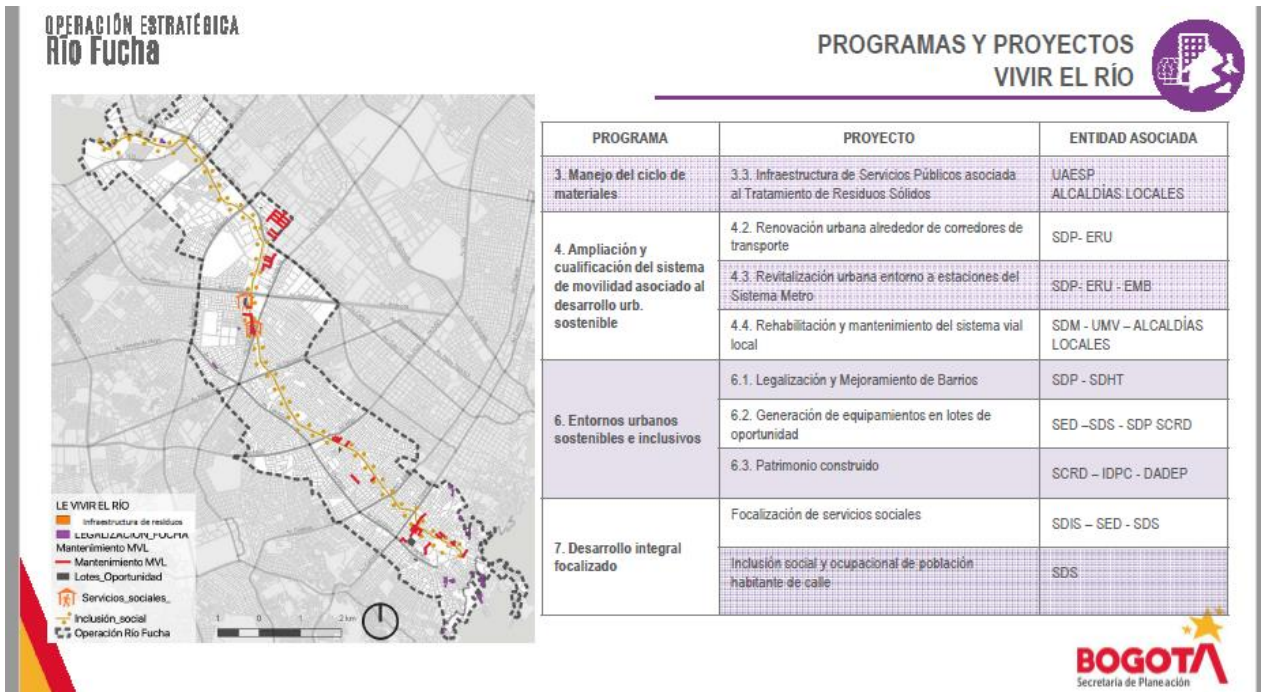 OPERACIÓN ESTRATÉGICA
Río Fucha
PROGRAMAS Y PROYECTOS
VIVIR EL RÍO
PROGRAMA
PROYECTO
ENTIDAD ASOCIADA
3. Manejo del ciclo de
materiales
3.3. Infraestructura de Servicios Públicos asociada
al Tratamiento de Residuos Sólidos
UAESP
ALCALDÍAS LOCALES
4. Ampliación y
cualificación del sistema
de movilidad asociado al
desarrollo urb.
sostenible
4.2. Renovación urbana alrededor de corredores de
transporte
SDP- ERU
4.3. Revitalización urbana entorno a estaciones del
Sistema Metro
SDP- ERU - EMB
4.4. Rehabilitación y mantenimiento del sistema vial
local
SDM - UMV – ALCALDÍAS
LOCALES
6. Entornos urbanos
sostenibles e inclusivos
6.1. Legalización y Mejoramiento de Barrios
SDP - SDHT
6.2. Generación de equipamientos en lotes de
oportunidad
SED –SDS - SDP SCRD
6.3. Patrimonio construido
SCRD – IDPC - DADEP
7. Desarrollo integral
focalizado
Focalización de servicios sociales
SDIS – SED - SDS
Inclusión social y ocupacional de población
habitante de calle
SDS
LE VIVIR EL RÍO
Infraestructura de residuos
LEGALIZACION_FUCHA
Mantenimiento MVL
Mantenimiento MVL
Lotes_Oportunidad
Servicios_sociales_
Inclusión_social
Operación Río Fucha
1 0 1 2 km
BOGOTÁ
Secretaría de Planeación